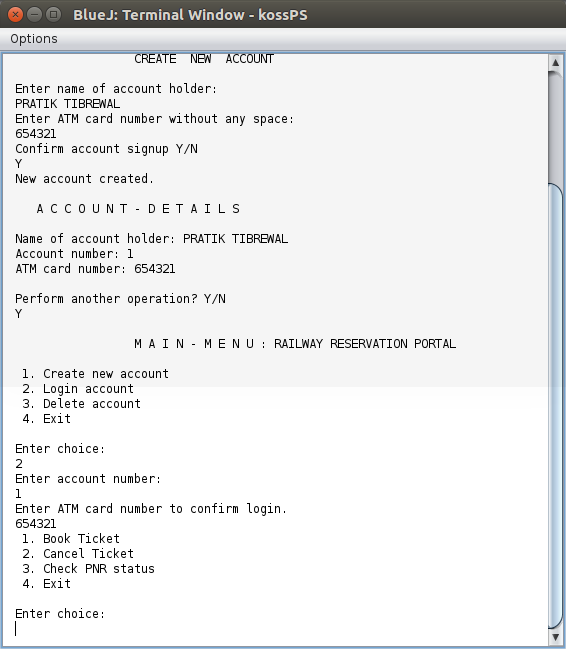 BlueJ: Terminal Window - kossPS
Options
CREATE NEW ACCOUNT
Enter name of account holder:
PRATIK TIBREWAL
Enter ATM card number without any space:
654321
Confirm account signup Y/N
Y
New account created.
A C C O U N T - D E T A I L S
Name of account holder: PRATIK TIBREWAL
Account number: 1
ATM card number: 654321
Perform another operation? Y/N
Y
M A I N - M E N U : RAILWAY RESERVATION PORTAL
1. Create new account
2. Login account
3. Delete account
4. Exit
Enter choice:
2
Enter account number:
1
Enter ATM card number to confirm login.
654321
1. Book Ticket
2. Cancel Ticket
3. Check PNR status
4. Exit
Enter choice: